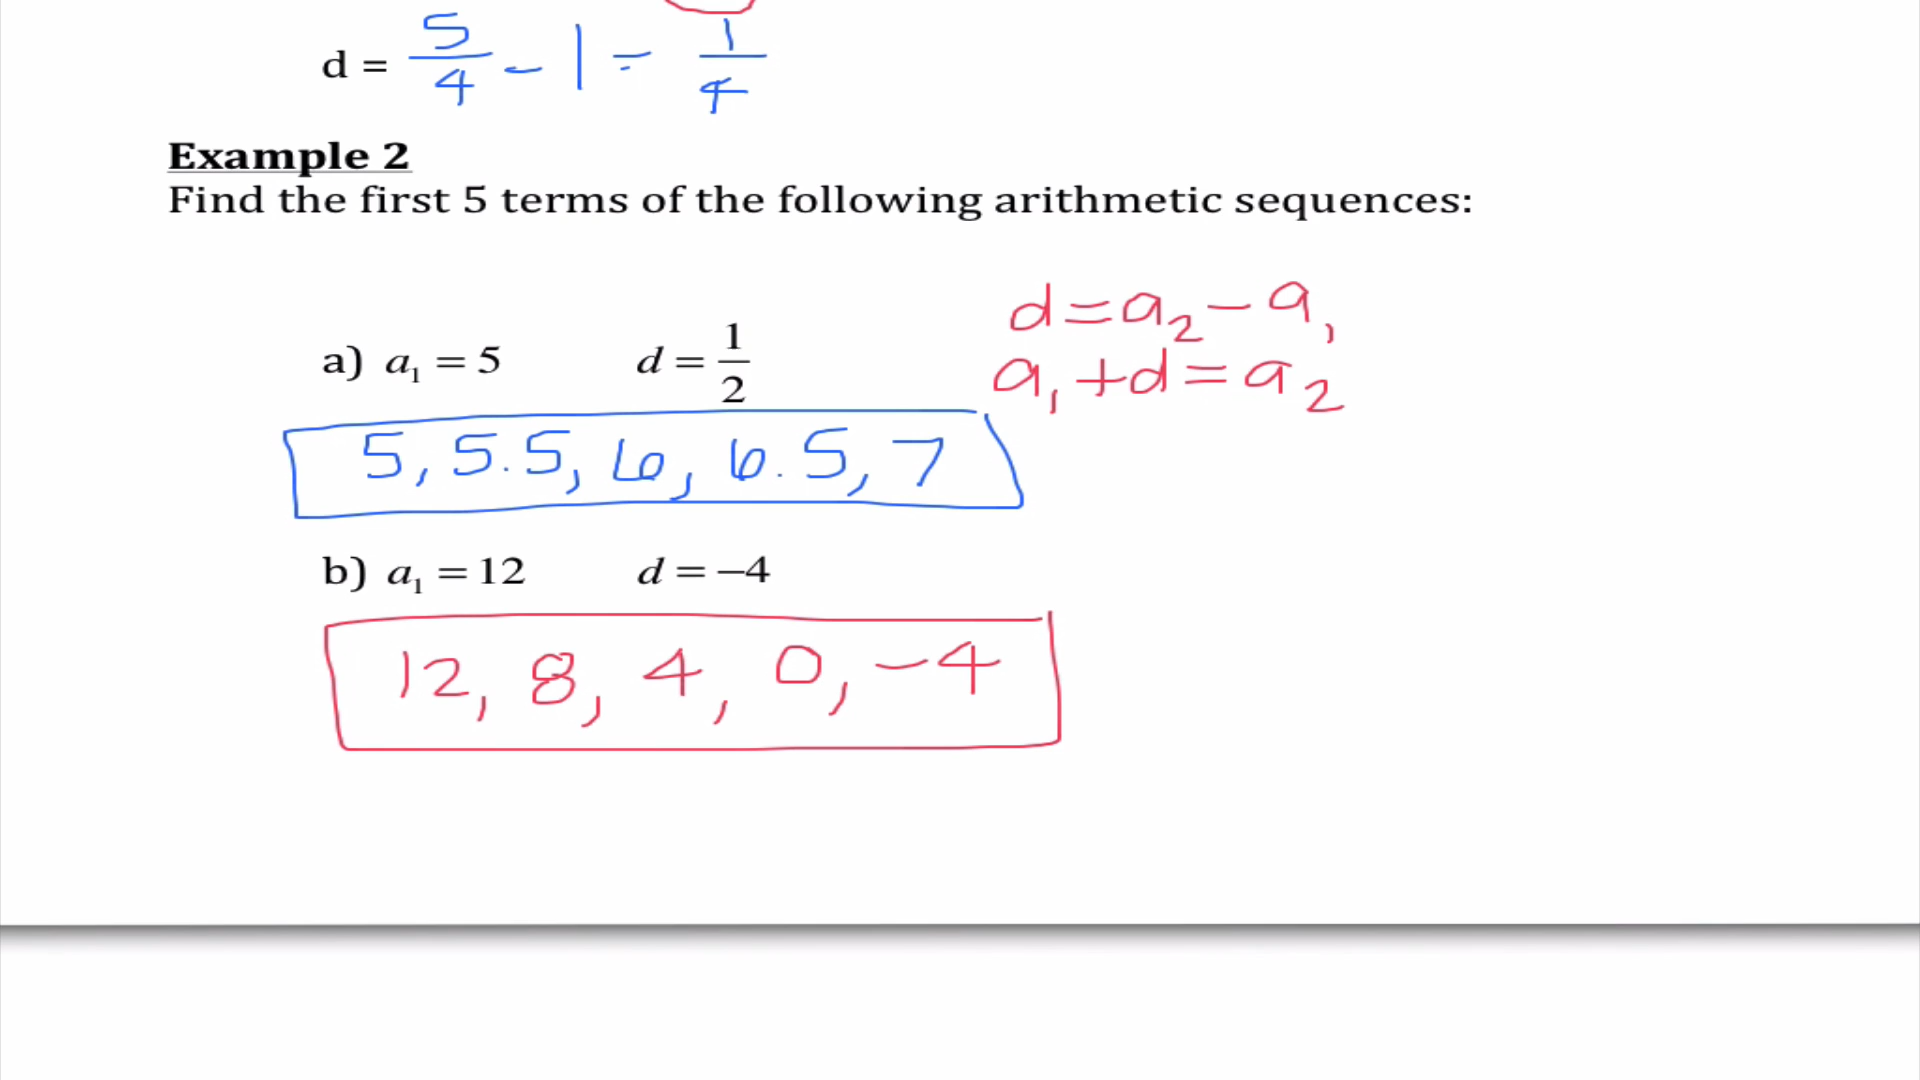 d = 5/4 - 1 = 1/4
Example 2
Find the first 5 terms of the following arithmetic sequences:
d = a₂ - a₁
a) a₁ = 5 d = 1/2
a₁ + d = a₂
5, 5.5, 6, 6.5, 7
b) a₁ = 12 d = −4
12, 8, 4, 0, -4